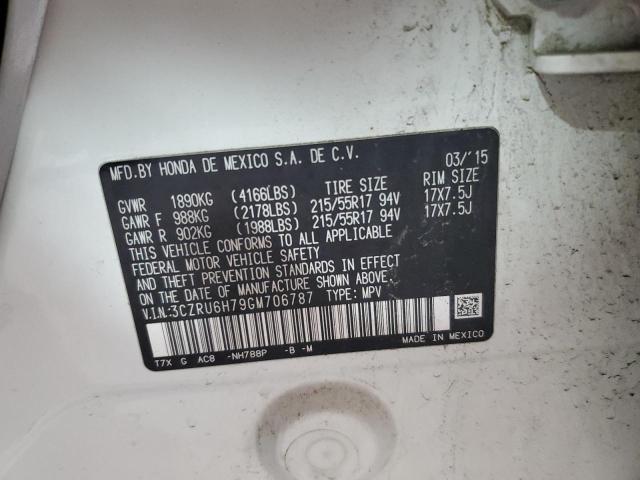 MFD.BY HONDA DE MEXICO S.A. DE C.V. 03/'15
TIRE SIZE RIM SIZE
GVWR 1890KG (4166LBS)
GAWR F 988KG (2178LBS) 215/55R17 94V 17X7.5J
GAWR R 902KG (1988LBS) 215/55R17 94V 17X7.5J
THIS VEHICLE CONFORMS TO ALL APPLICABLE
FEDERAL MOTOR VEHICLE SAFETY
AND THEFT PREVENTION STANDARDS IN EFFECT
ON THE DATE OF MANUFACTURE SHOWN ABOVE.
V.I.N.:3CZRU6H79GM706787 TYPE: MPV
T7X G AC8 -NH788P -B -M MADE IN MEXICO